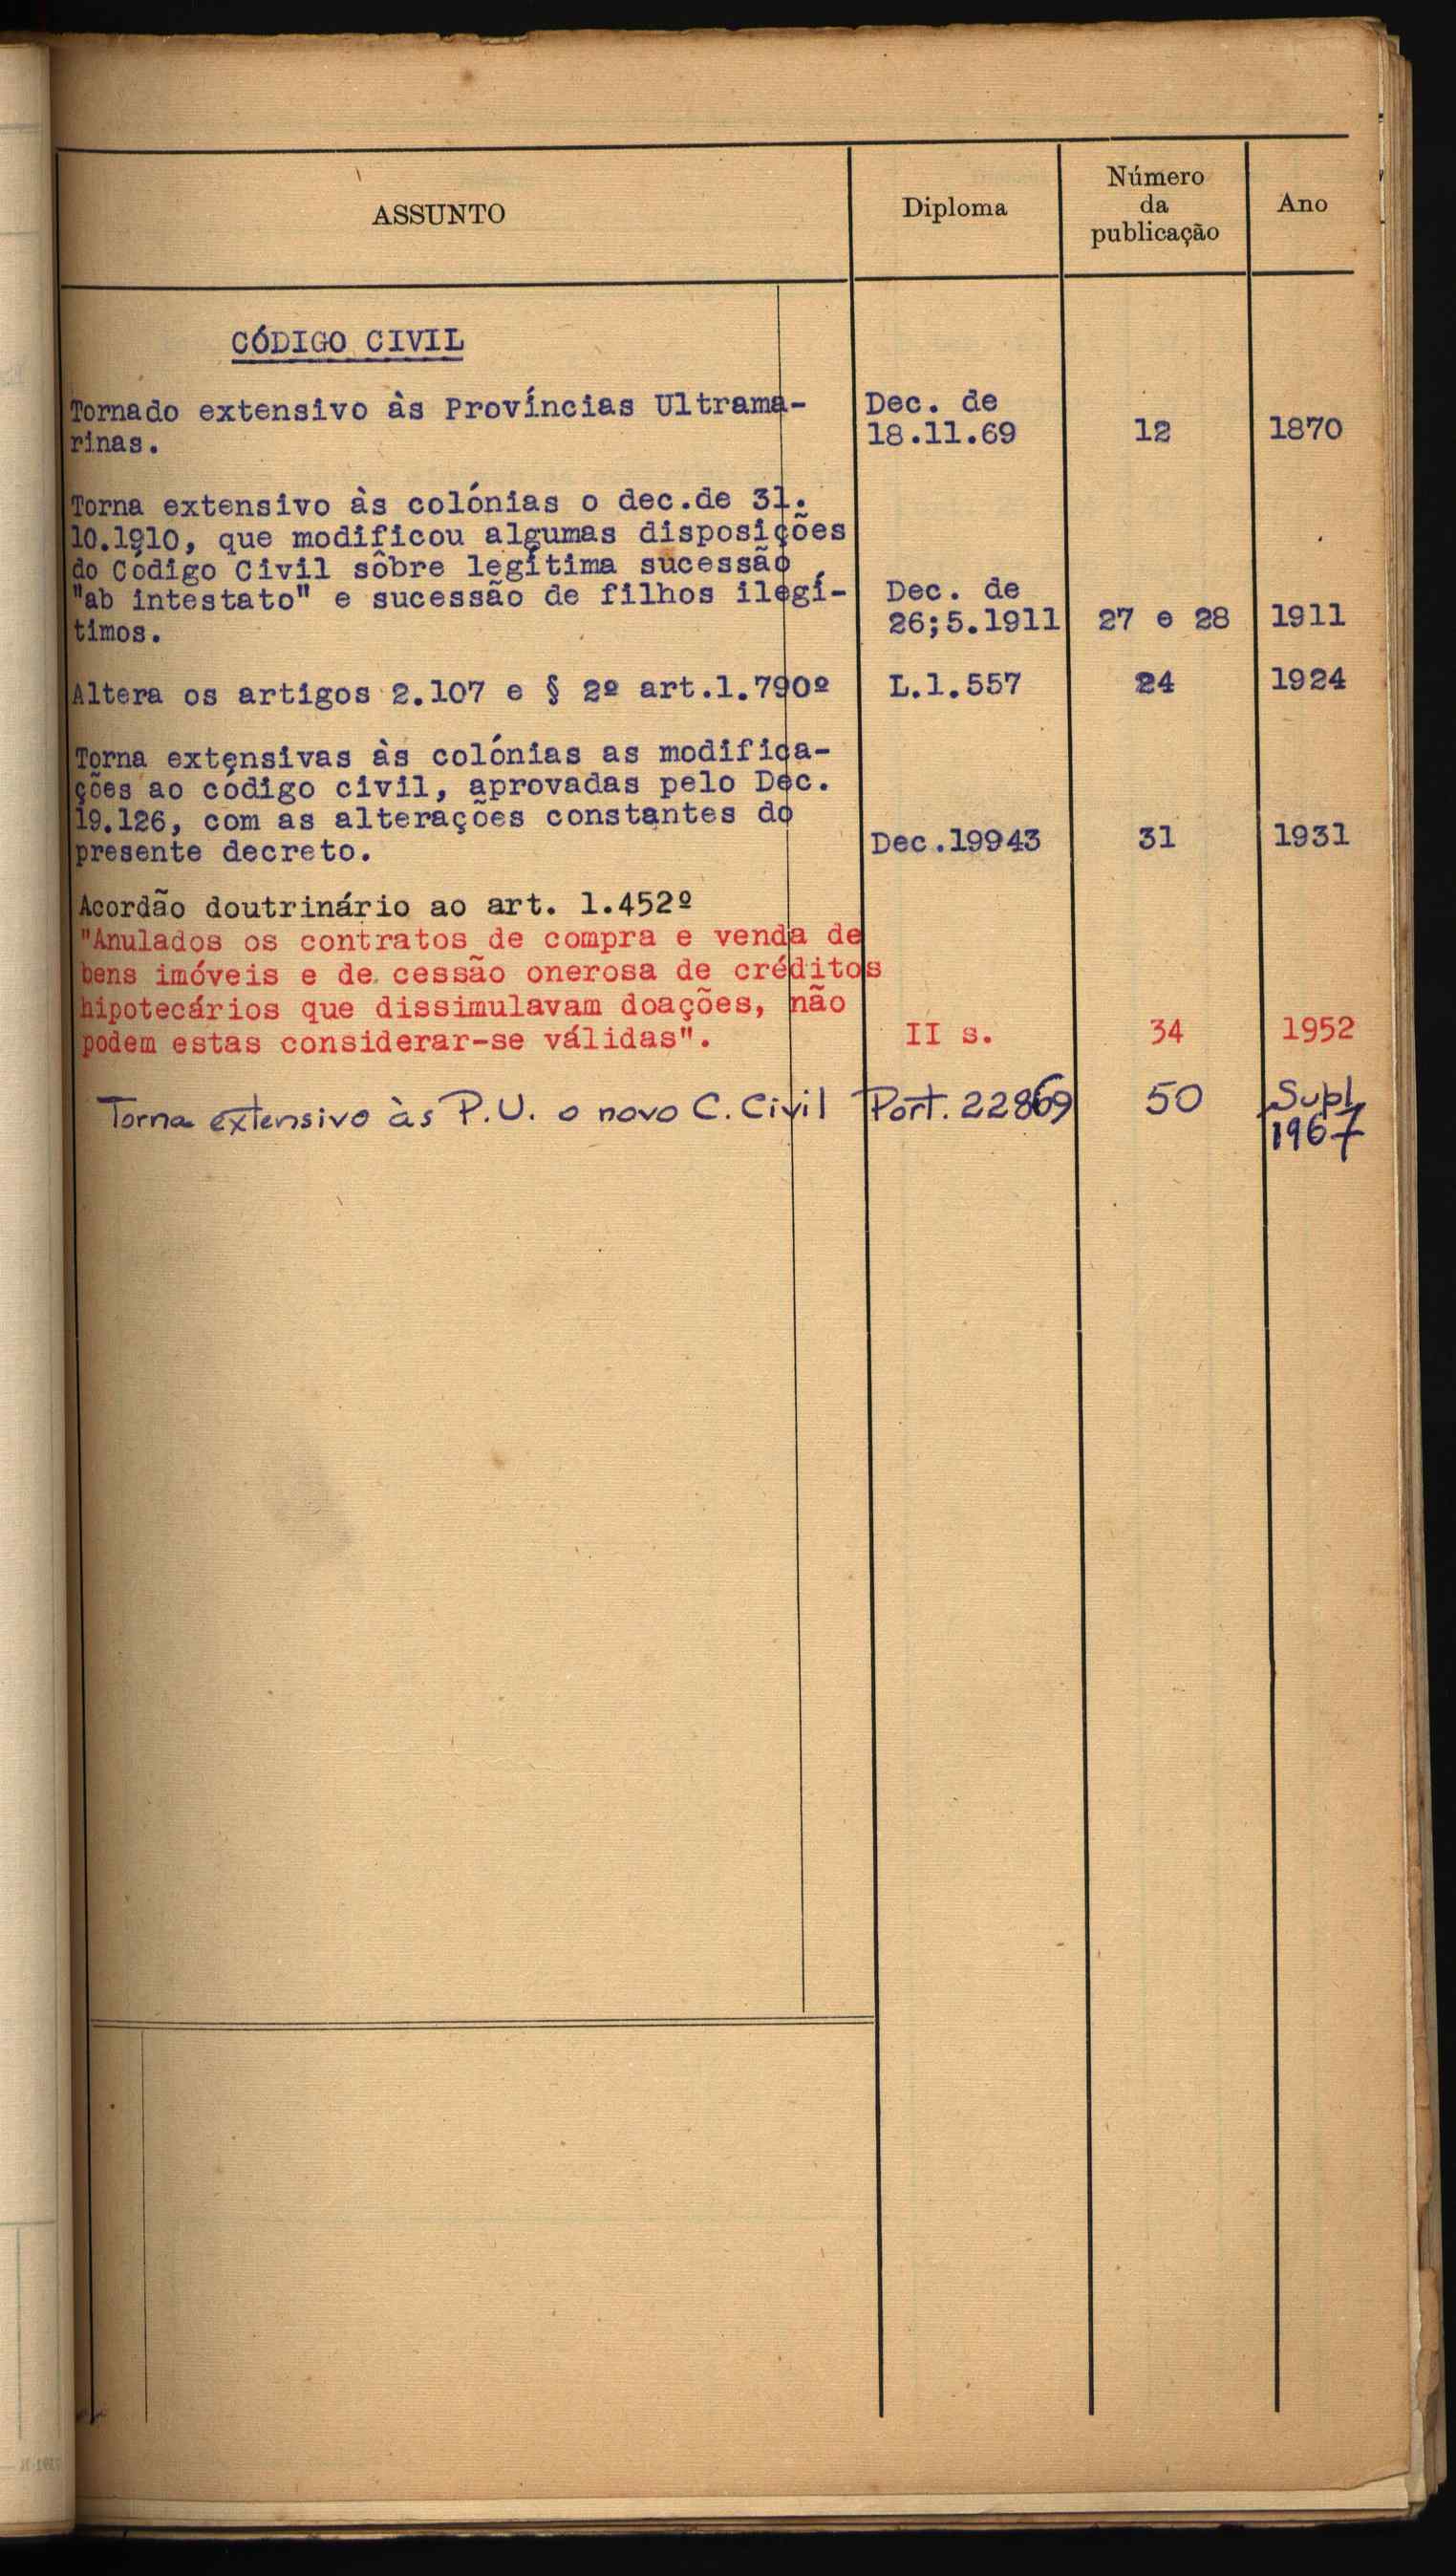 ASSUNTO
Diploma
Número
da
publicação
Ano
CÓDIGO CIVIL
Tornado extensivo às Províncias Ultrama- Dec. de
rinas. 18.11.69 12 1870
Torna extensivo às colónias o dec.de 31.
10.1910, que modificou algumas disposições
do Código Civil sôbre legítima sucessão
"ab intestato" e sucessão de filhos ilegí- Dec. de
timos. 26;5.1911 27 e 28 1911
Altera os artigos 2.107 e § 2º art.1.790º L.1.557 24 1924
Torna extensivas às colónias as modifica-
ções ao código civil, aprovadas pelo Dec.
19.126, com as alterações constantes do
presente decreto. Dec.19943 31 1931
Acordão doutrinário ao art. 1.452º
"Anulados os contratos de compra e venda de
bens imóveis e de cessão onerosa de créditos
hipotecários que dissimulavam doações, não
podem estas considerar-se válidas". II s. 34 1952
Torna extensivo às P.U. o novo C. Civil Port. 22869 50 Supl.
1967